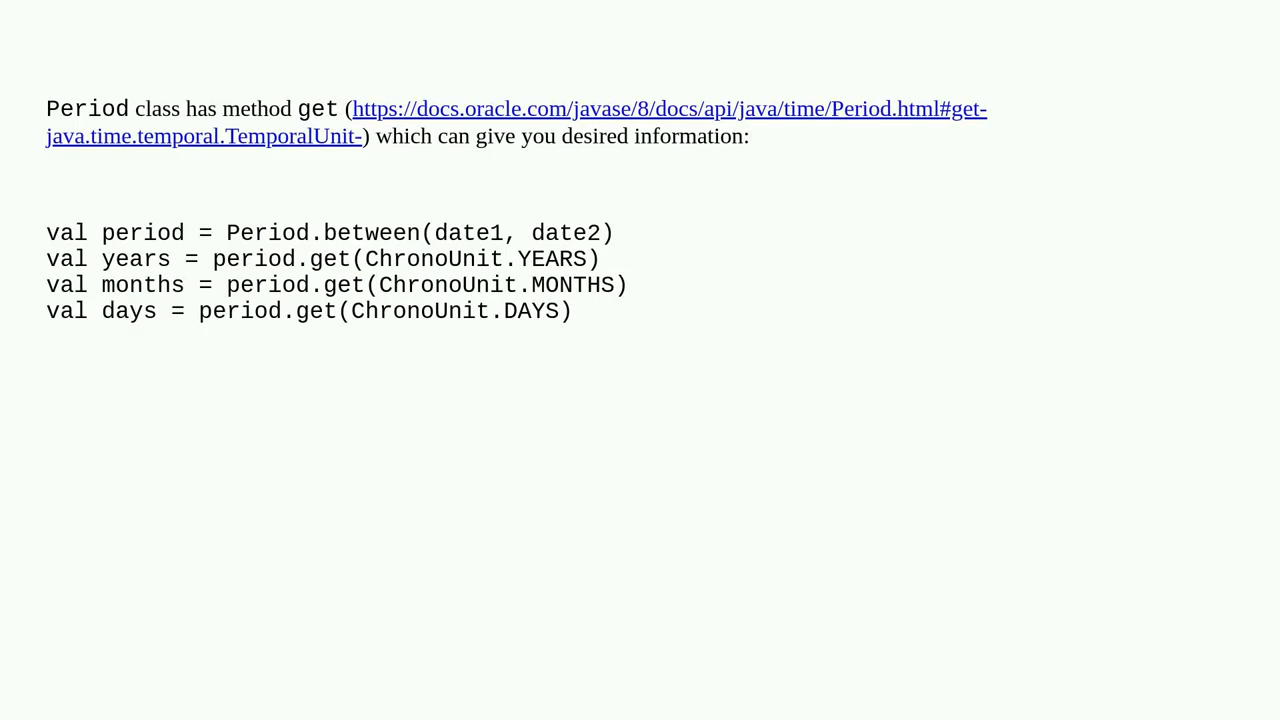 Period class has method get (https://docs.oracle.com/javase/8/docs/api/java/time/Period.html#get-
java.time.temporal.TemporalUnit-) which can give you desired information:
val period = Period.between(date1, date2)
val years = period.get(ChronoUnit.YEARS)
val months = period.get(ChronoUnit.MONTHS)
val days = period.get(ChronoUnit.DAYS)